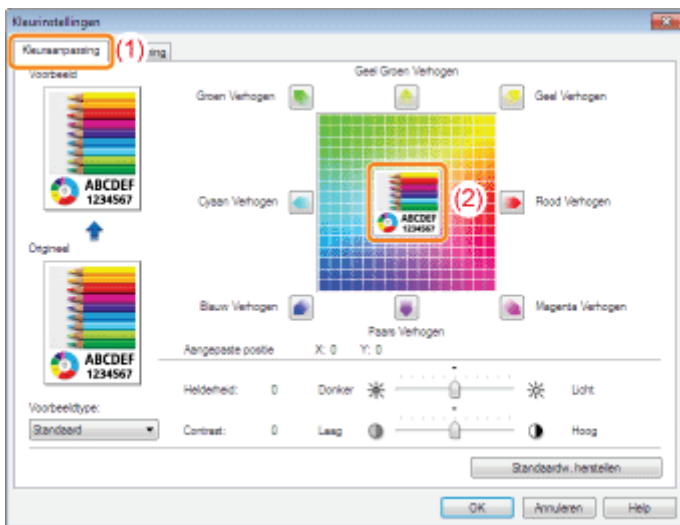 Kleurinstellingen
Kleuraanpassing (1) ing
Voorbeeld
Geel Groen Verhogen
Groen Verhogen
Geel Verhogen
ABCDEF
1234567
Cyaan Verhogen
ABCDEF
1234567
(2)
Rood Verhogen
Origineel
Blauw Verhogen
Magenta Verhogen
Paars Verhogen
ABCDEF
1234567
Aangepaste positie X: 0 Y: 0
Helderheid: 0 Donker Licht
Voorbeeldtype:
Standaard
Contrast: 0 Laag Hoog
Standaardw. herstellen
OK Annuleren Help